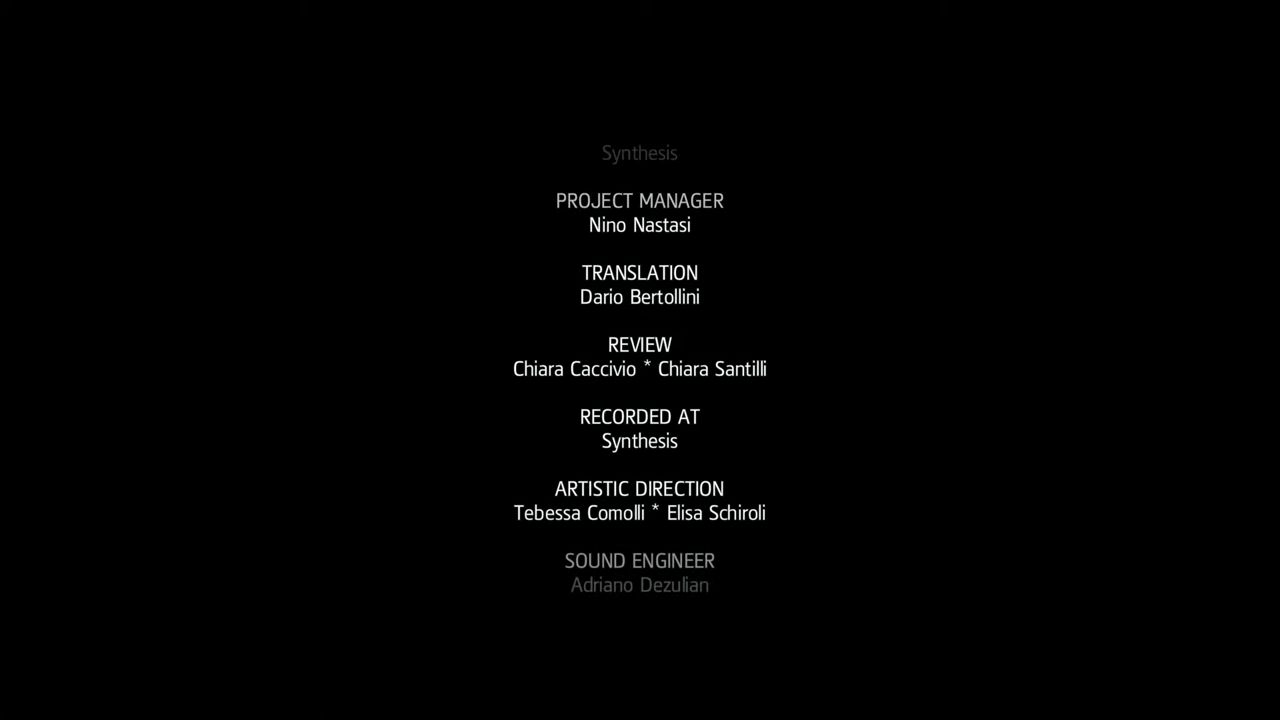 Synthesis
PROJECT MANAGER
Nino Nastasi
TRANSLATION
Dario Bertollini
REVIEW
Chiara Caccivio * Chiara Santilli
RECORDED AT
Synthesis
ARTISTIC DIRECTION
Tebessa Comolli * Elisa Schiroli
SOUND ENGINEER
Adriano Dezulian